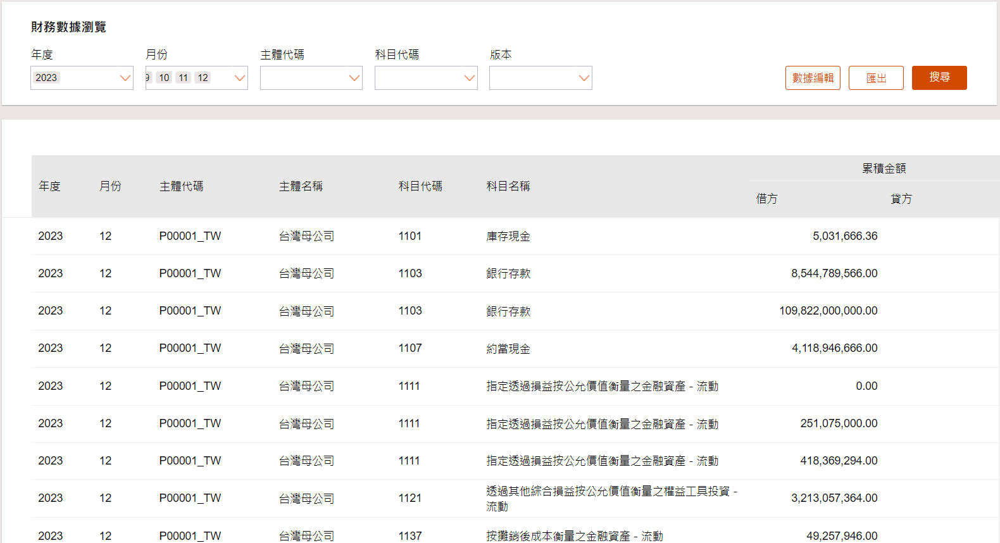 財務數據瀏覽
年度 月份 主體代碼 科目代碼 版本
2023 9 10 11 12 數據編輯 匯出 搜尋
累積金額
年度 月份 主體代碼 主體名稱 科目代碼 科目名稱
借方 貸方
2023 12 P00001_TW 台灣母公司 1101 庫存現金 5,031,666.36
2023 12 P00001_TW 台灣母公司 1103 銀行存款 8,544,789,566.00
2023 12 P00001_TW 台灣母公司 1103 銀行存款 109,822,000,000.00
2023 12 P00001_TW 台灣母公司 1107 約當現金 4,118,946,666.00
2023 12 P00001_TW 台灣母公司 1111 指定透過損益按公允價值衡量之金融資產 - 流動 0.00
2023 12 P00001_TW 台灣母公司 1111 指定透過損益按公允價值衡量之金融資產 - 流動 251,075,000.00
2023 12 P00001_TW 台灣母公司 1111 指定透過損益按公允價值衡量之金融資產 - 流動 418,369,294.00
2023 12 P00001_TW 台灣母公司 1121 透過其他綜合損益按公允價值衡量之權益工具投資 - 3,213,057,364.00
流動
2023 12 P00001_TW 台灣母公司 1137 按攤銷後成本衡量之金融資產 - 流動 49,257,946.00